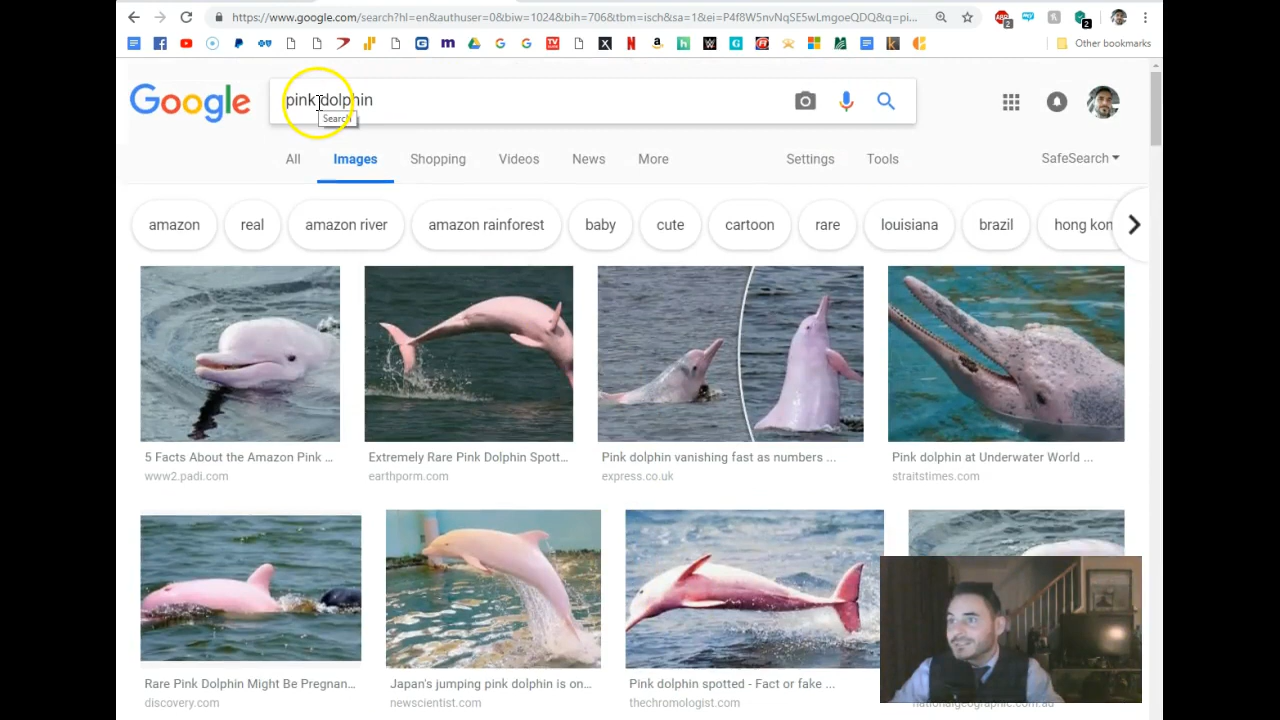 https://www.google.com/search?hl=en&authuser=0&biw=1024&bih=706&tbm=isch&sa=1&ei=P4f8W5nvNqSE5wLmgoeQDQ&q=pi...
Other bookmarks
Google
pink dolphin
Search
All Images Shopping Videos News More Settings Tools SafeSearch
amazon real amazon river amazon rainforest baby cute cartoon rare louisiana brazil hong kon
5 Facts About the Amazon Pink ...
www2.padi.com
Extremely Rare Pink Dolphin Spott...
earthporm.com
Pink dolphin vanishing fast as numbers ...
express.co.uk
Pink dolphin at Underwater World ...
straitstimes.com
Rare Pink Dolphin Might Be Pregnan...
discovery.com
Japan's jumping pink dolphin is on...
newscientist.com
Pink dolphin spotted - Fact or fake ...
thechromologist.com
nationalgeographic.com.au